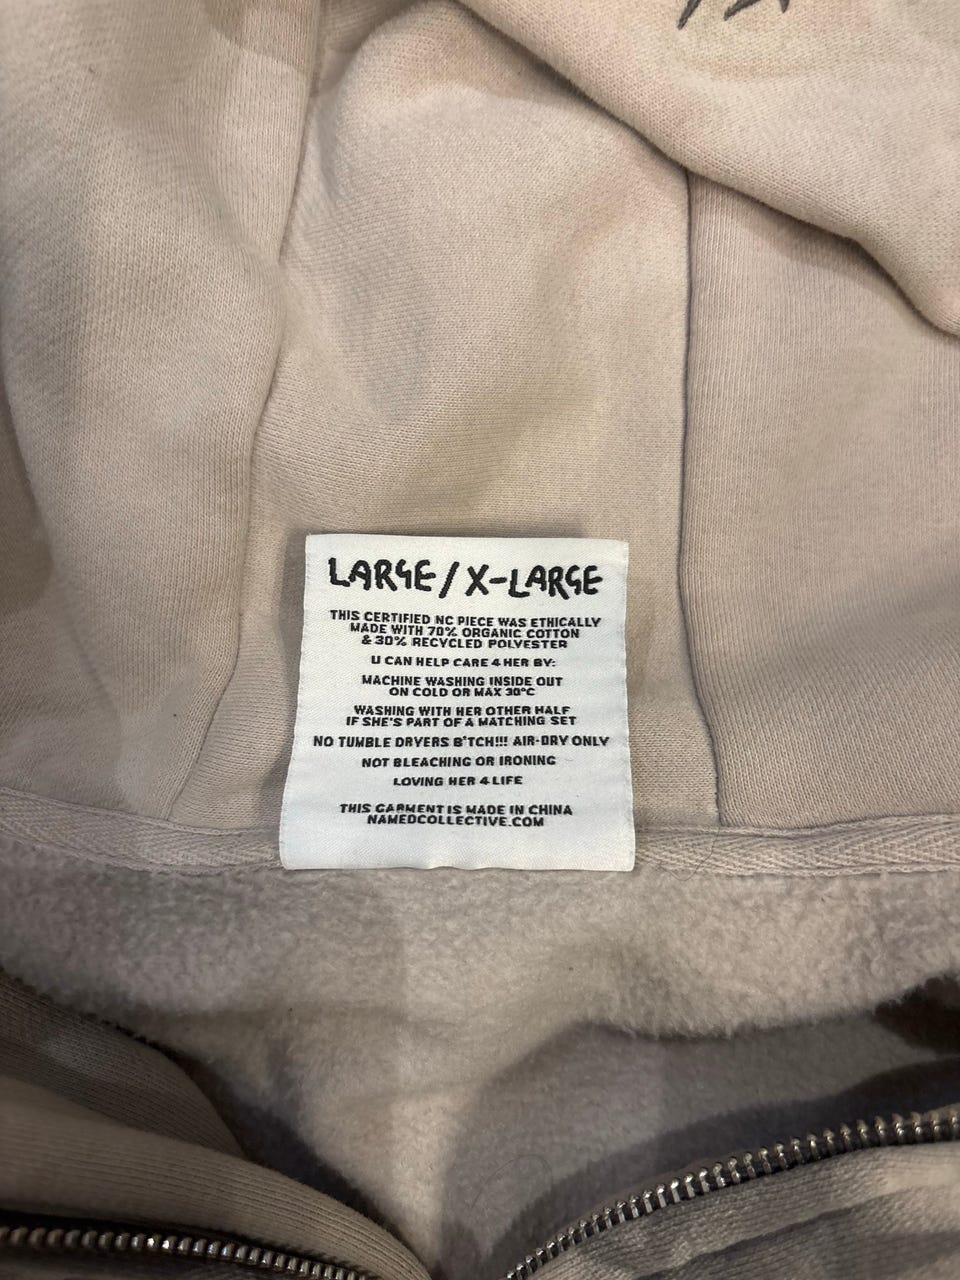 LARGE/X-LARGE
THIS CERTIFIED NC PIECE WAS ETHICALLY
MADE WITH 70% ORGANIC COTTON
& 30% RECYCLED POLYESTER
U CAN HELP CARE 4 HER BY:
MACHINE WASHING INSIDE OUT
ON COLD OR MAX 30°C
WASHING WITH HER OTHER HALF
IF SHE'S PART OF A MATCHING SET
NO TUMBLE DRYERS B*TCH!!! AIR-DRY ONLY
NOT BLEACHING OR IRONING
LOVING HER 4 LIFE
THIS GARMENT IS MADE IN CHINA
NAMEDCOLLECTIVE.COM